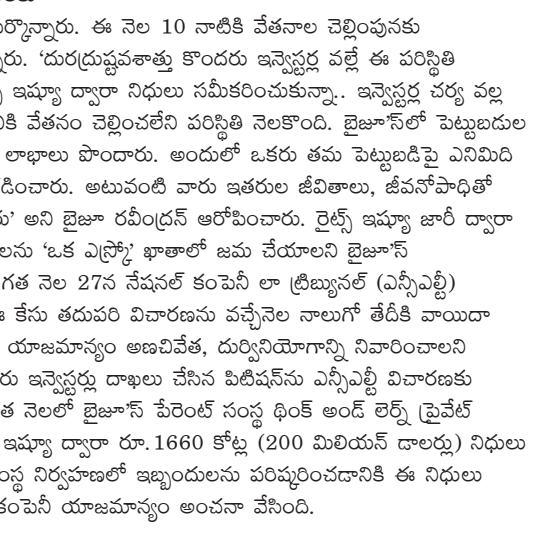 ర్కొన్నారు. ఈ నెల 10 నాటికి వేతనాల చెల్లింపునకు
రు. ‘దురదృష్టవశాత్తు కొందరు ఇన్వెస్టర్ల వల్లే ఈ పరిస్థితి
ఇష్యూ ద్వారా నిధులు సమీకరించుకున్నా.. ఇన్వెస్టర్ల చర్య వల్ల
కి వేతనం చెల్లించలేని పరిస్థితి నెలకొంది. బైజూ’స్‌లో పెట్టుబడుల
లాభాలు పొందారు. అందులో ఒకరు తమ పెట్టుబడిపై ఎనిమిది
డించారు. అటువంటి వారు ఇతరుల జీవితాలు, జీవనోపాధితో
రు’ అని బైజూ రవీంద్రన్ ఆరోపించారు. రైట్స్ ఇష్యూ జారీ ద్వారా
లను ‘ఒక ఎస్క్రో’ ఖాతాలో జమ చేయాలని బైజూ’స్
గత నెల 27న నేషనల్ కంపెనీ లా ట్రిబ్యునల్ (ఎన్సీఎల్టీ)
కేసు తదుపరి విచారణను వచ్చేనెల నాలుగో తేదీకి వాయిదా
యాజమాన్యం అణచివేత, దుర్వినియోగాన్ని నివారించాలని
రు ఇన్వెస్టర్లు దాఖలు చేసిన పిటిషన్‌ను ఎన్సీఎల్టీ విచారణకు
త నెలలో బైజూ’స్ పేరెంట్ సంస్థ థింక్ అండ్ లెర్న్ ప్రైవేట్
ఇష్యూ ద్వారా రూ.1660 కోట్ల (200 మిలియన్ డాలర్లు) నిధులు
ంస్థ నిర్వహణలో ఇబ్బందులను పరిష్కరించడానికి ఈ నిధులు
కంపెనీ యాజమాన్యం అంచనా వేసింది.